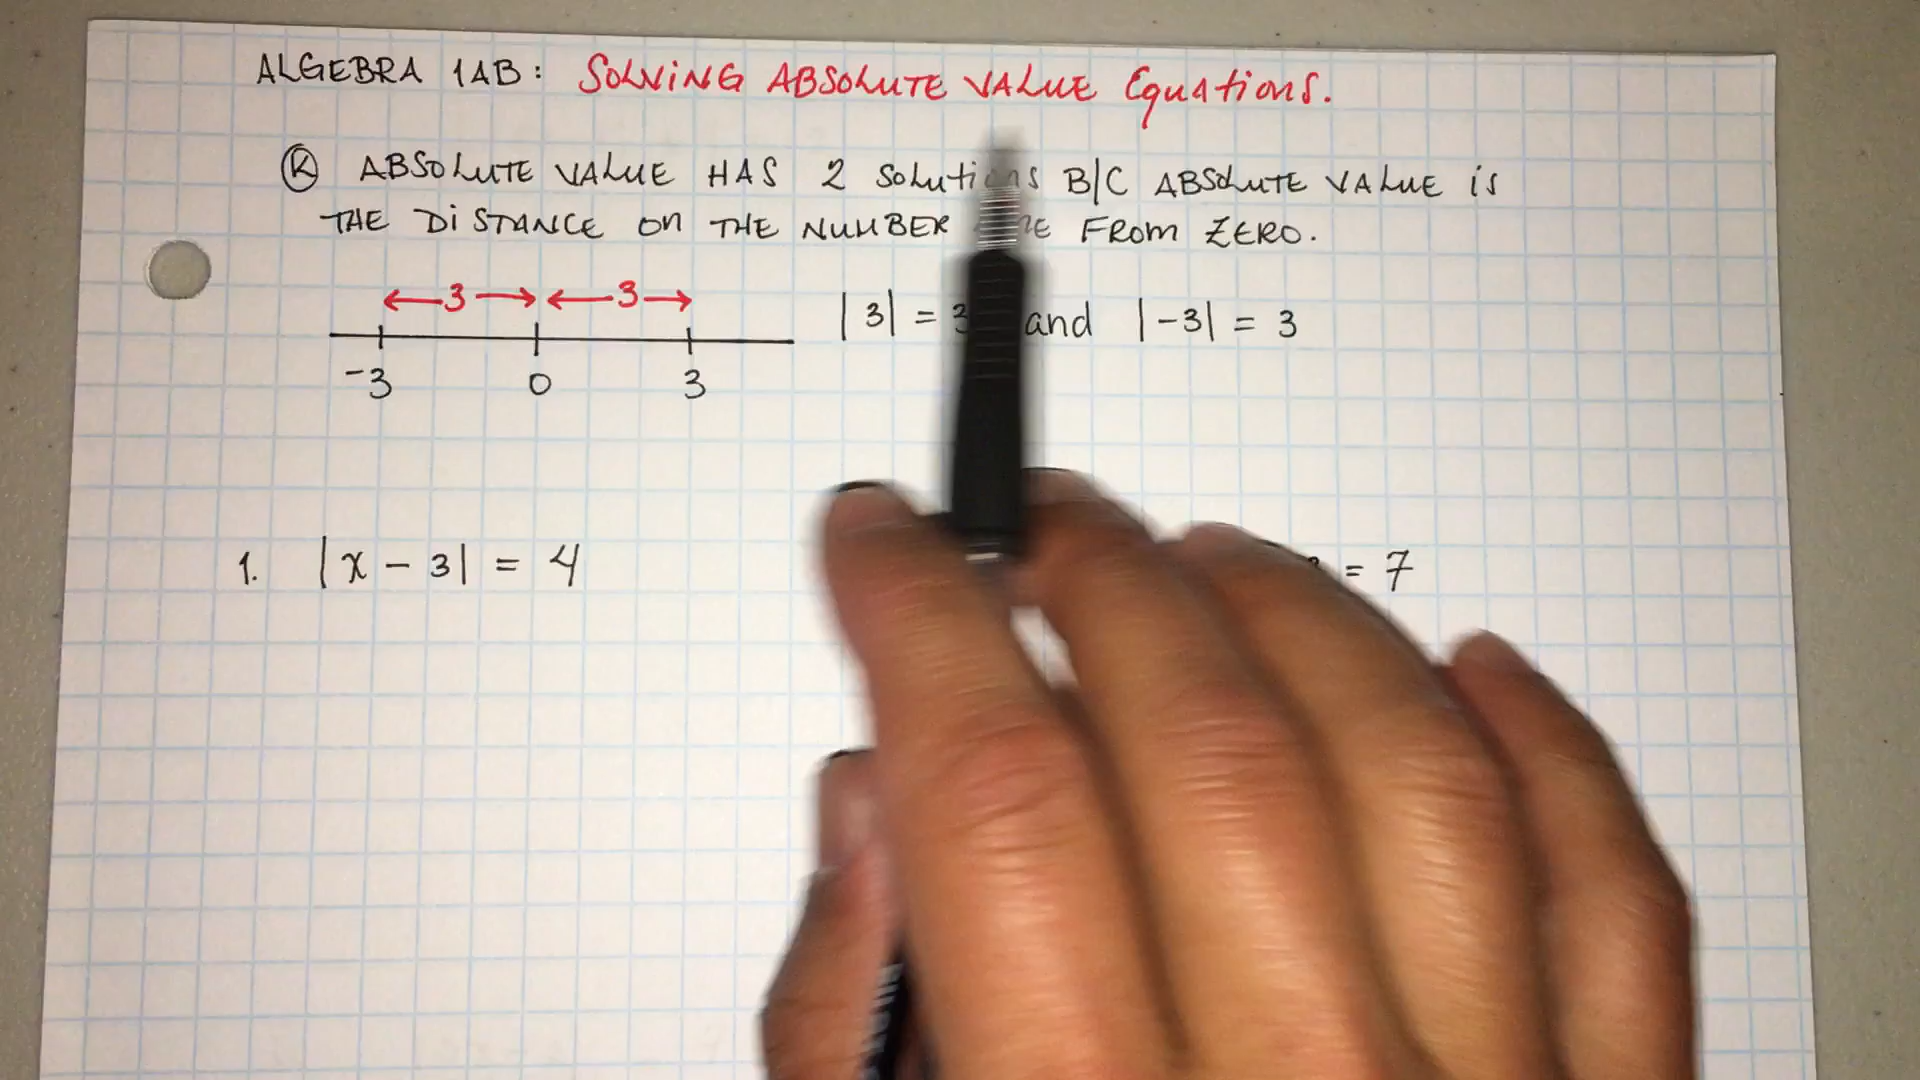 ALGEBRA 1AB: SOLVING ABSOLUTE VALUE Equations.
Ⓡ ABSOLUTE VALUE HAS 2 Solutions B/C ABSOLUTE VALUE is
THE DiSTANCE on THE NUMBER FROM ZERO.
3 3
|3| = 3 and |-3| = 3
-3 0 3
1. |x - 3| = 4
= 7